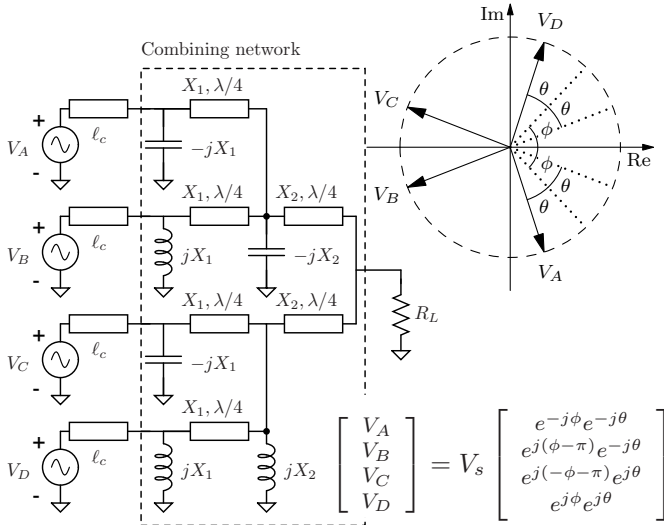 Combining network
Im
V_D
X_1, λ/4
V_C
θ
θ
+
V_A
-
ℓ_c
-jX_1
ϕ
Re
ϕ
X_1, λ/4
X_2, λ/4
V_B
θ
θ
+
V_B
-
ℓ_c
jX_1
-jX_2
V_A
X_1, λ/4
X_2, λ/4
R_L
+
V_C
-
ℓ_c
-jX_1
X_1, λ/4
+
V_D
-
ℓ_c
jX_1
jX_2
[ V_A V_B V_C V_D ] = V_s [ e^{-jϕ}e^{-jθ} e^{j(ϕ-π)}e^{-jθ} e^{j(-ϕ-π)}e^{jθ} e^{jϕ}e^{jθ} ]